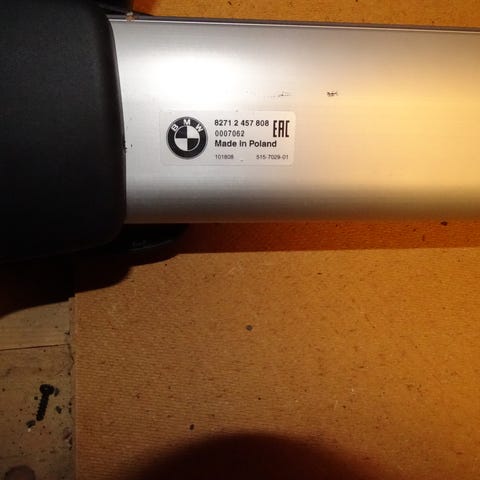 BMW
8271 2 457 808 EAC
0007062
Made in Poland
101808 515-7029-01